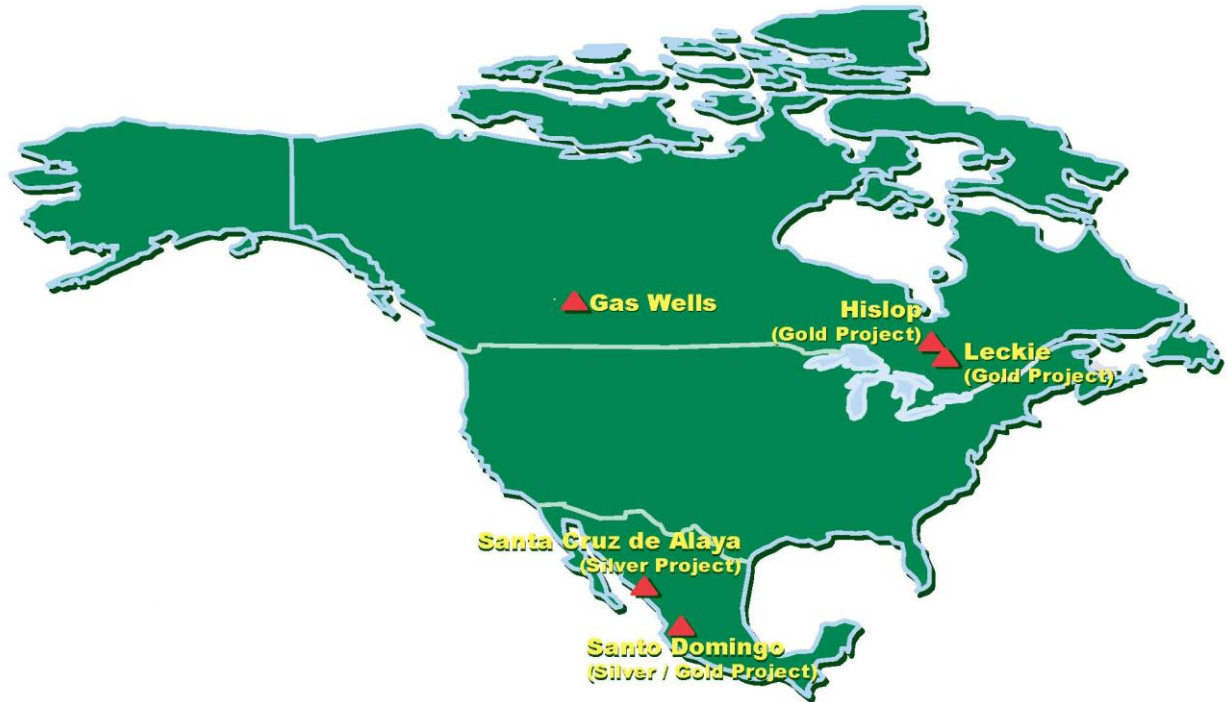 Gas Wells
Hislop
(Gold Project)
Leckie
(Gold Project)
Santa Cruz de Alaya
(Silver Project)
Santo Domingo
(Silver / Gold Project)